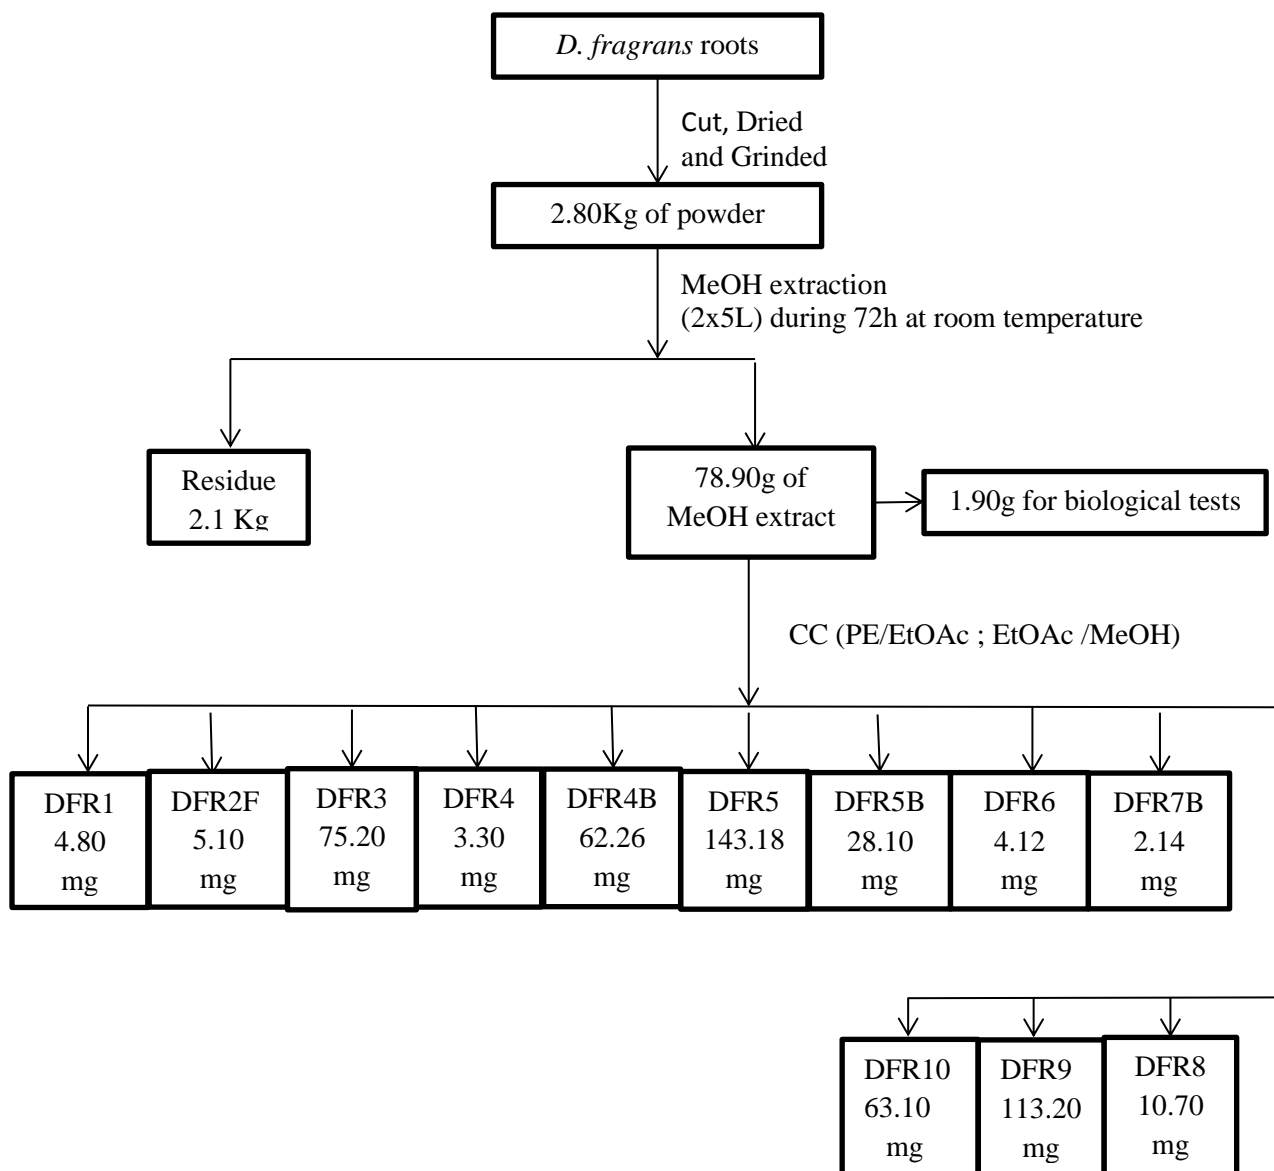 D. fragrans roots
Cut, Dried
and Grinded
2.80Kg of powder
MeOH extraction
(2x5L) during 72h at room temperature
Residue
2.1 Kg
78.90g of
MeOH extract
1.90g for biological tests
CC (PE/EtOAc ; EtOAc /MeOH)
DFR1
4.80
mg
DFR2F
5.10
mg
DFR3
75.20
mg
DFR4
3.30
mg
DFR4B
62.26
mg
DFR5
143.18
mg
DFR5B
28.10
mg
DFR6
4.12
mg
DFR7B
2.14
mg
DFR10
63.10
mg
DFR9
113.20
mg
DFR8
10.70
mg